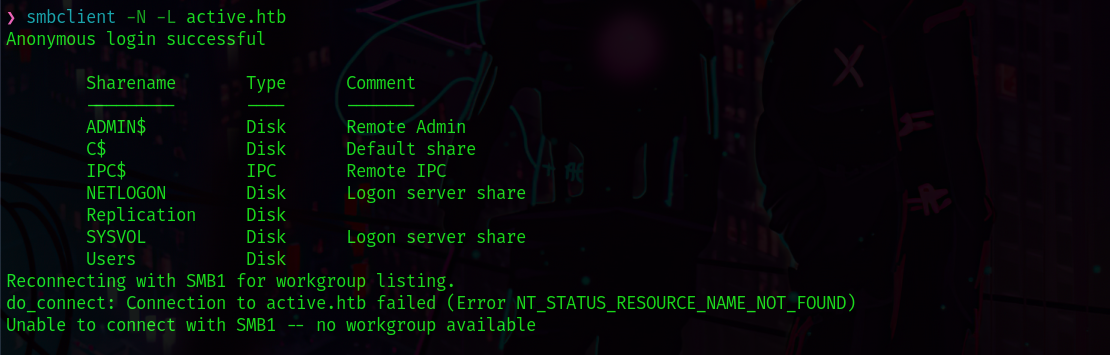 ❯ smbclient -N -L active.htb
Anonymous login successful
Sharename Type Comment
--------- ---- -------
ADMIN$ Disk Remote Admin
C$ Disk Default share
IPC$ IPC Remote IPC
NETLOGON Disk Logon server share
Replication Disk
SYSVOL Disk Logon server share
Users Disk
Reconnecting with SMB1 for workgroup listing.
do_connect: Connection to active.htb failed (Error NT_STATUS_RESOURCE_NAME_NOT_FOUND)
Unable to connect with SMB1 -- no workgroup available